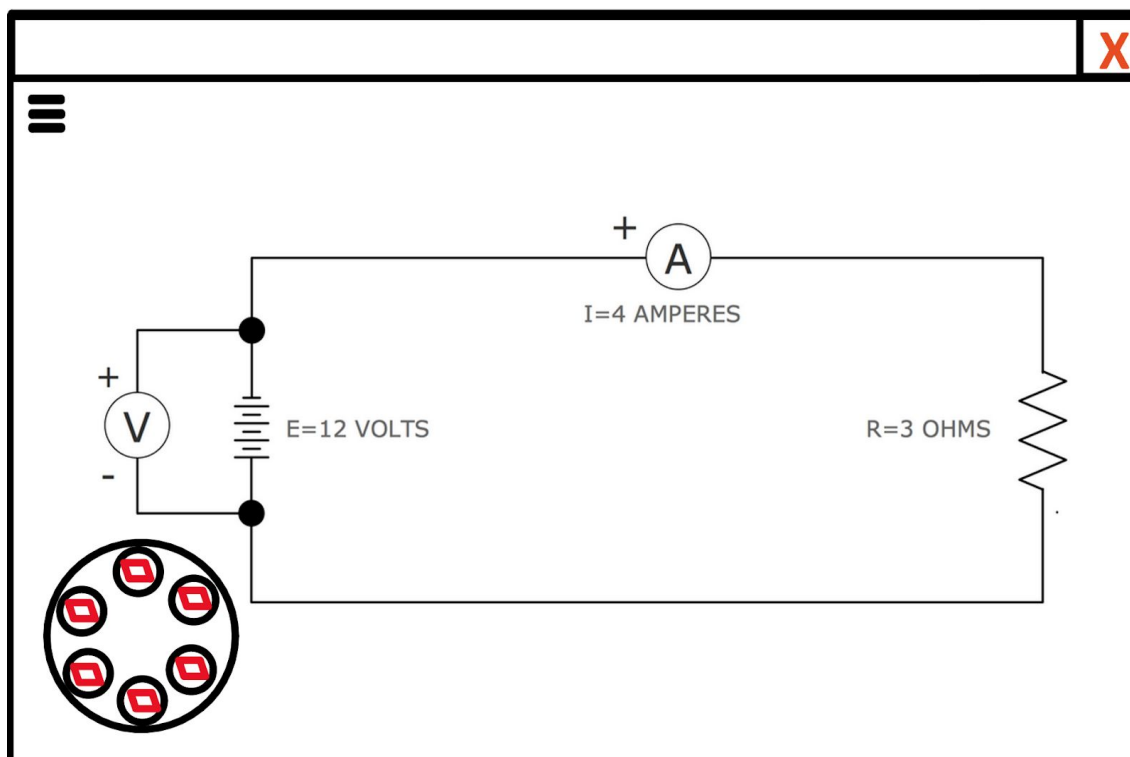 X
+
A
I=4 AMPERES
+
V
-
E=12 VOLTS
R=3 OHMS